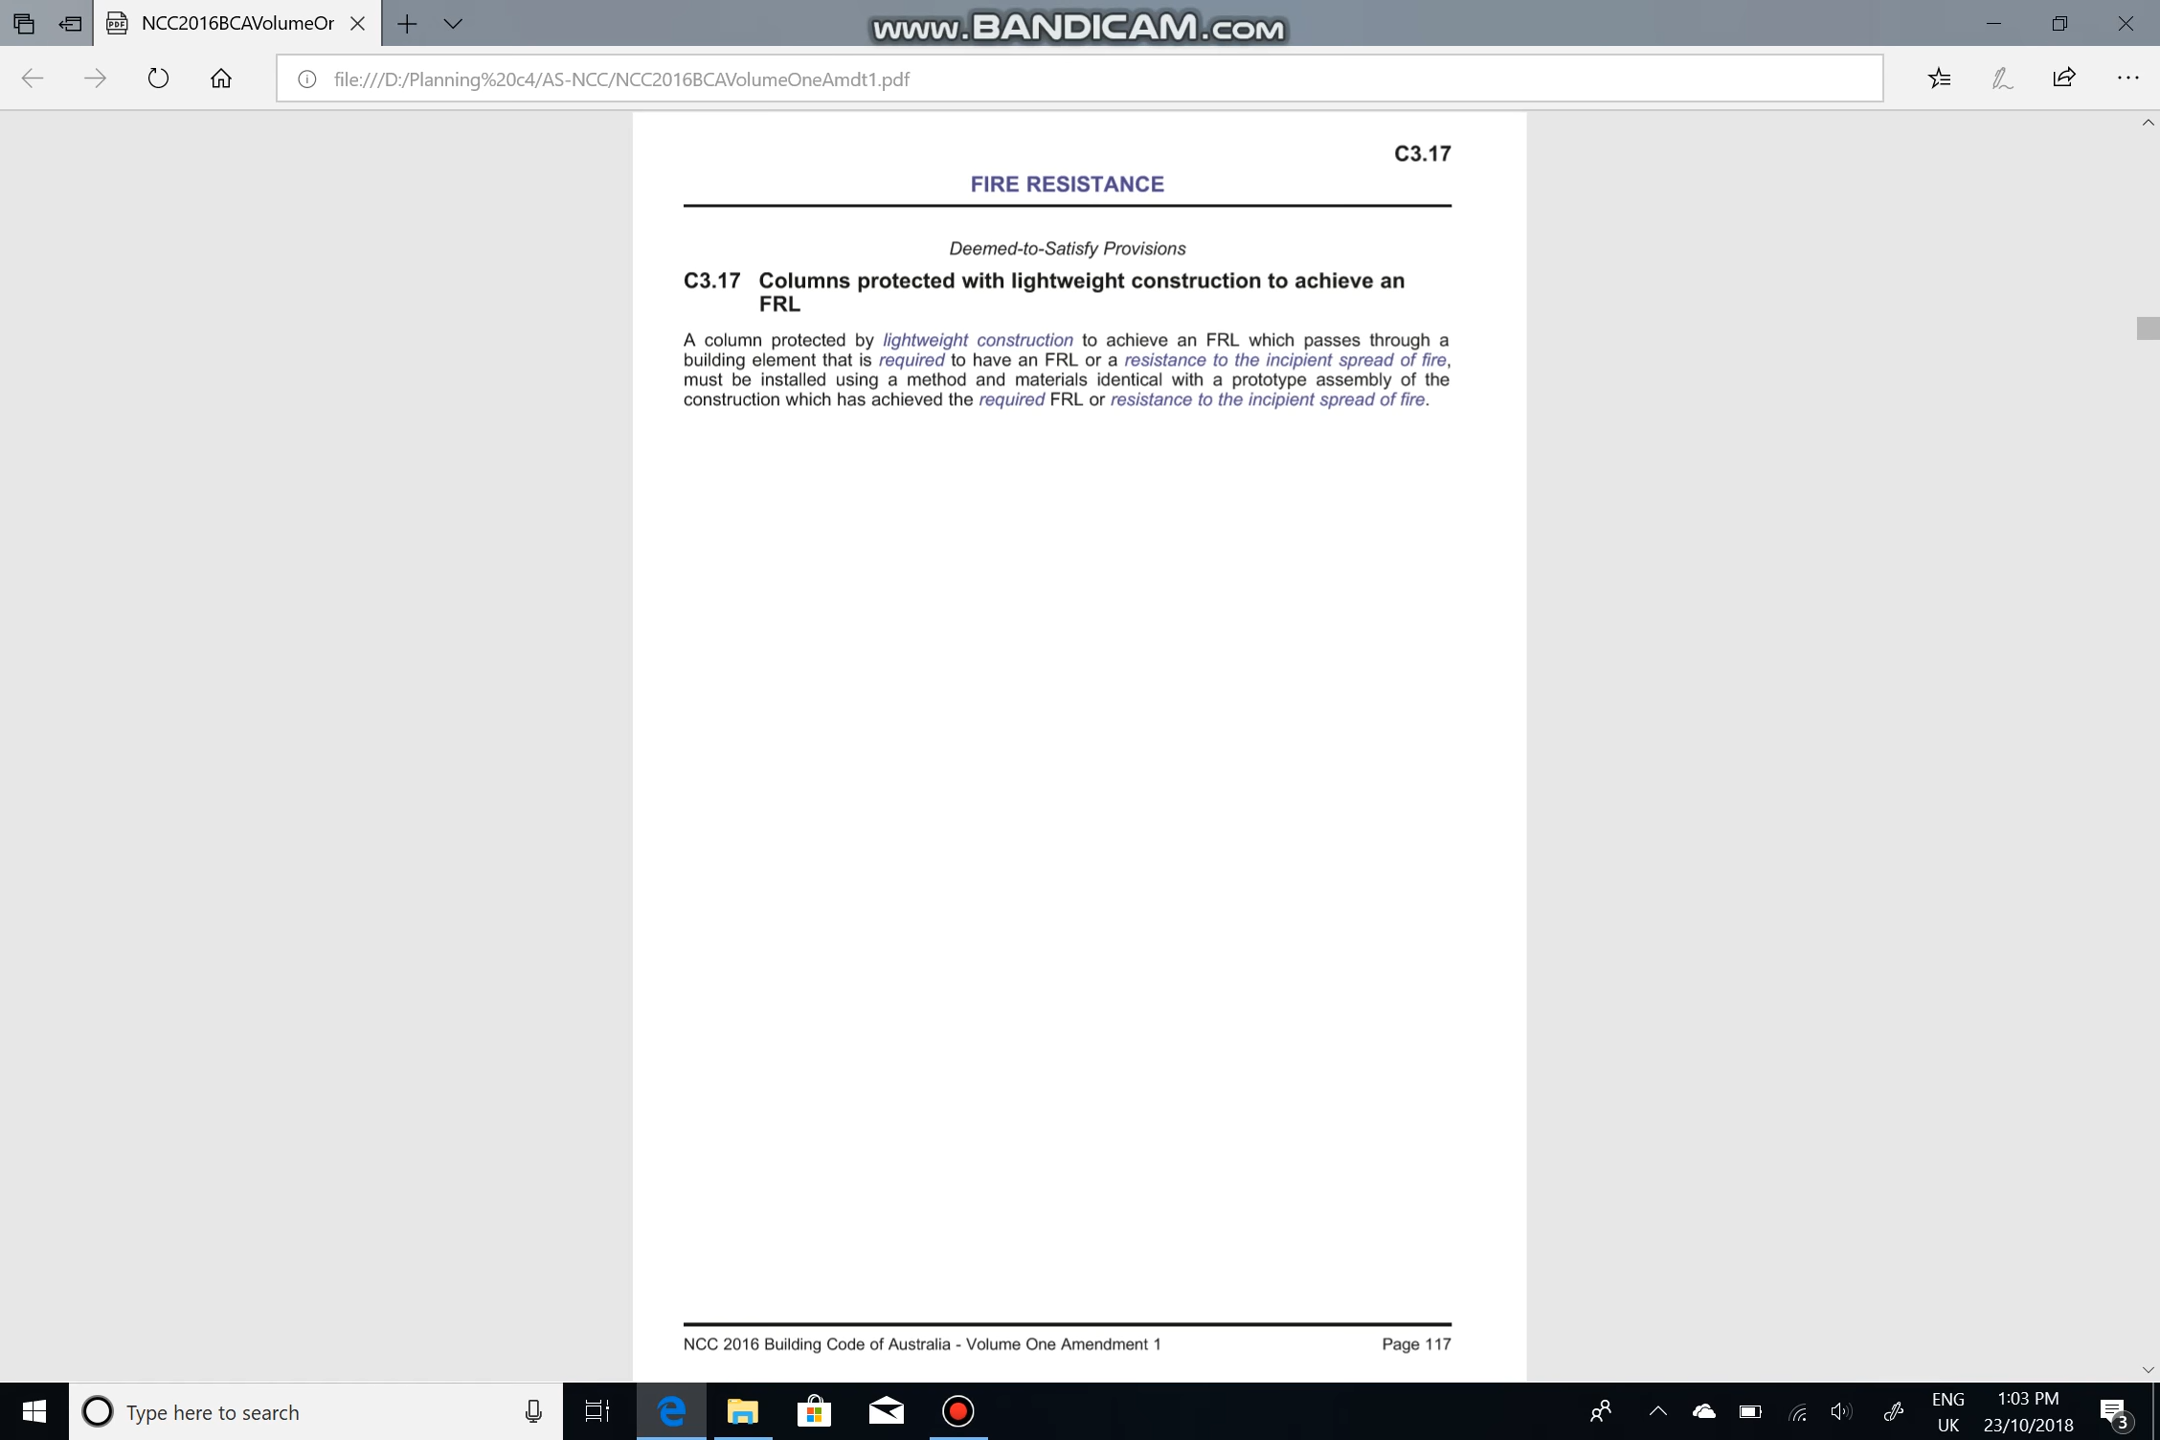 NCC2016BCAVolumeOr
www.BANDICAM.com
file:///D:/Planning%20c4/AS-NCC/NCC2016BCAVolumeOneAmdt1.pdf
C3.17
FIRE RESISTANCE
Deemed-to-Satisfy Provisions
C3.17 Columns protected with lightweight construction to achieve an
FRL
A column protected by lightweight construction to achieve an FRL which passes through a
building element that is required to have an FRL or a resistance to the incipient spread of fire,
must be installed using a method and materials identical with a prototype assembly of the
construction which has achieved the required FRL or resistance to the incipient spread of fire.
NCC 2016 Building Code of Australia - Volume One Amendment 1 Page 117
Type here to search
ENG
UK
1:03 PM
23/10/2018
3